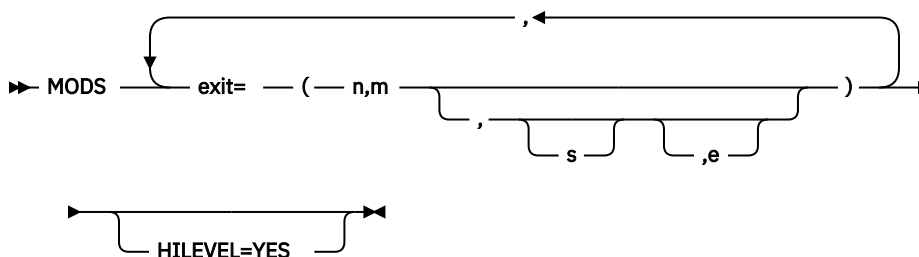 ,
MODS exit= ( n,m )
,
s ,e
HILEVEL=YES